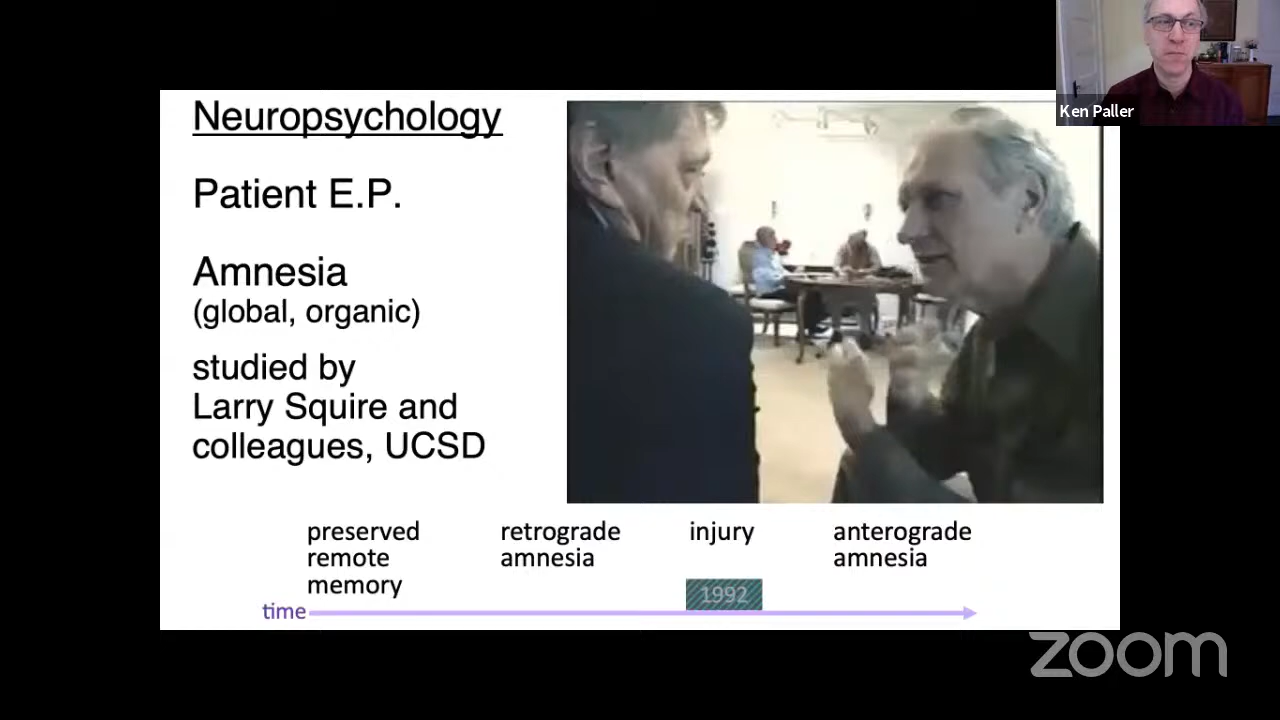 Neuropsychology
Patient E.P.
Amnesia
(global, organic)
studied by
Larry Squire and
colleagues, UCSD
Ken Paller
preserved
remote
memory
retrograde
amnesia
injury
anterograde
amnesia
1992
time
zoom